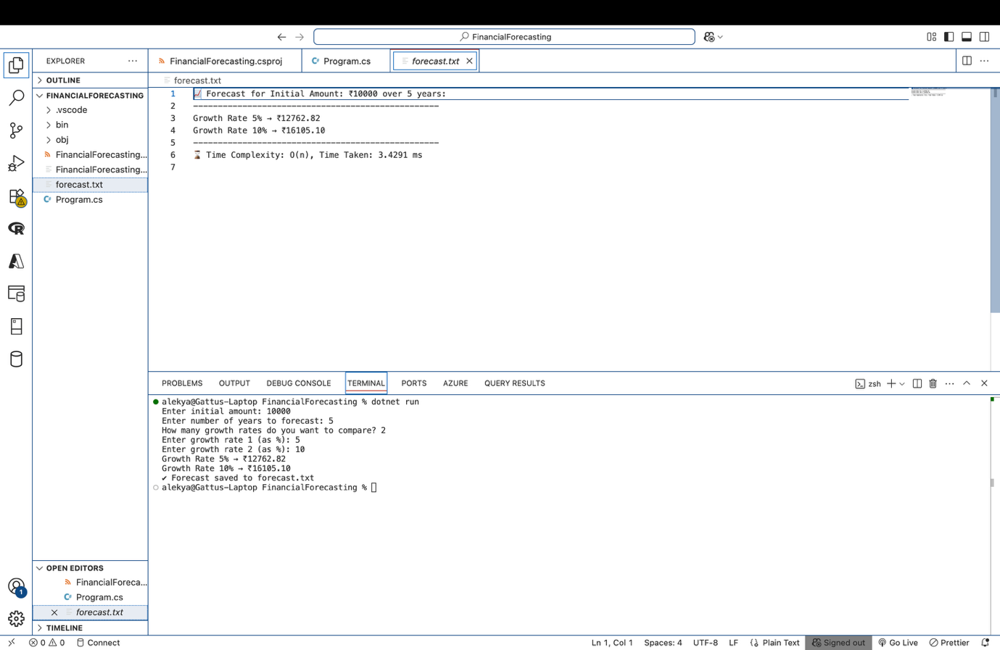 FinancialForecasting
EXPLORER
FinancialForecasting.csproj
Program.cs
forecast.txt
OUTLINE
forecast.txt
FINANCIALFORECASTING
.vscode
bin
obj
FinancialForecasting...
FinancialForecasting...
forecast.txt
Program.cs
1 📈 Forecast for Initial Amount: ₹10000 over 5 years:
2 --------------------------------------------------
3 Growth Rate 5% → ₹12762.82
4 Growth Rate 10% → ₹16105.10
5 --------------------------------------------------
6 ⌛ Time Complexity: O(n), Time Taken: 3.4291 ms
7
PROBLEMS OUTPUT DEBUG CONSOLE TERMINAL PORTS AZURE QUERY RESULTS
zsh
alekya@Gattus-Laptop FinancialForecasting % dotnet run
Enter initial amount: 10000
Enter number of years to forecast: 5
How many growth rates do you want to compare? 2
Enter growth rate 1 (as %): 5
Enter growth rate 2 (as %): 10
Growth Rate 5% → ₹12762.82
Growth Rate 10% → ₹16105.10
✔ Forecast saved to forecast.txt
alekya@Gattus-Laptop FinancialForecasting %
OPEN EDITORS
FinancialForeca...
Program.cs
forecast.txt
TIMELINE
1
0 0 Connect
Ln 1, Col 1 Spaces: 4 UTF-8 LF Plain Text Signed out Go Live Prettier